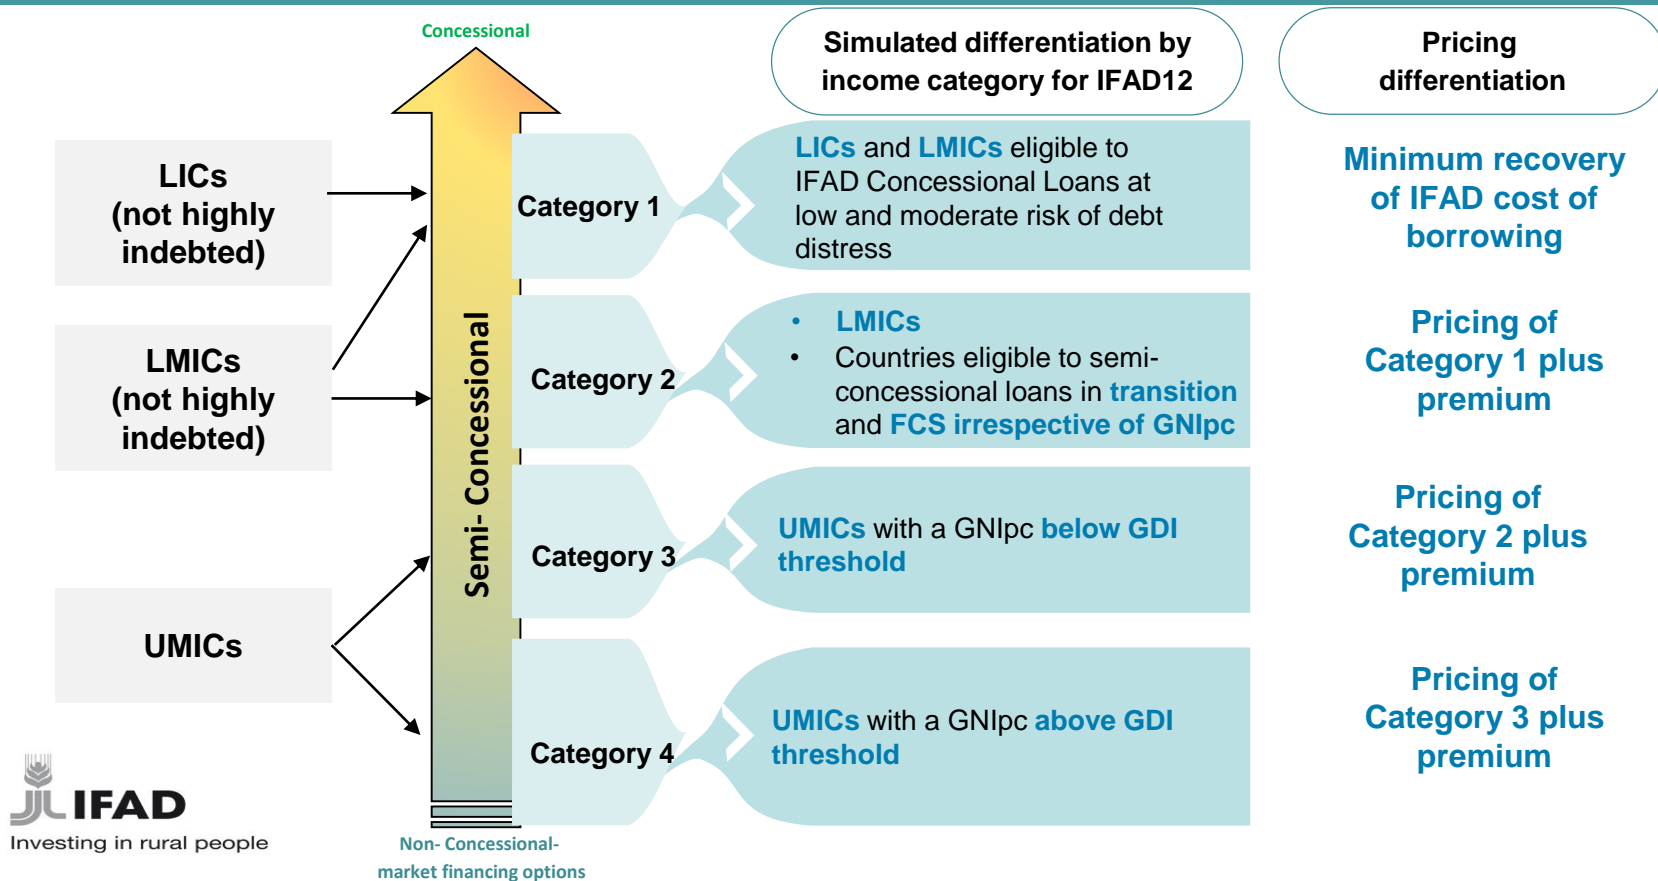 Concessional
Simulated differentiation by
income category for IFAD12
Pricing
differentiation
LICs
(not highly
indebted)
LMICs
(not highly
indebted)
UMICs
Semi- Concessional
Category 1
LICs and LMICs eligible to
IFAD Concessional Loans at
low and moderate risk of debt
distress
Minimum recovery
of IFAD cost of
borrowing
Category 2
• LMICs
• Countries eligible to semi-
concessional loans in transition
and FCS irrespective of GNIpc
Pricing of
Category 1 plus
premium
Category 3
UMICs with a GNIpc below GDI
threshold
Pricing of
Category 2 plus
premium
Category 4
UMICs with a GNIpc above GDI
threshold
Pricing of
Category 3 plus
premium
IFAD
Investing in rural people
Non- Concessional-
market financing options